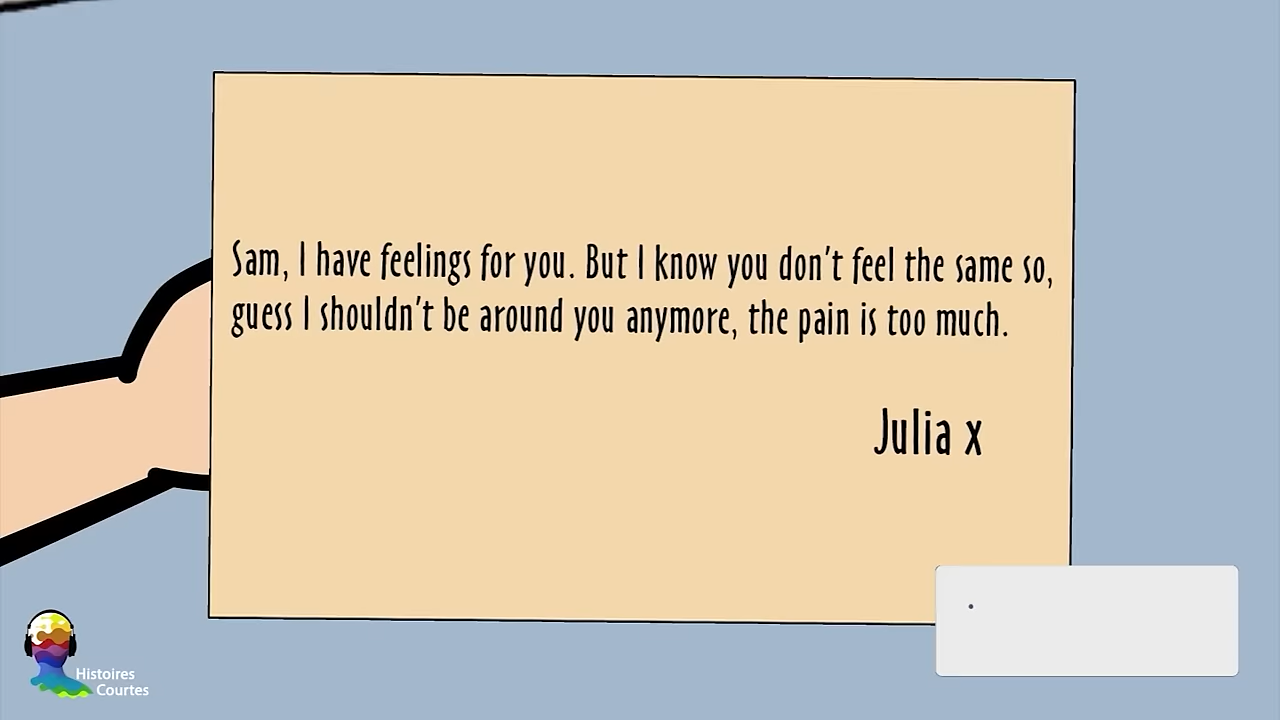 Sam, I have feelings for you. But I know you don't feel the same so,
guess I shouldn't be around you anymore, the pain is too much.
Julia x
Histoires
Courtes